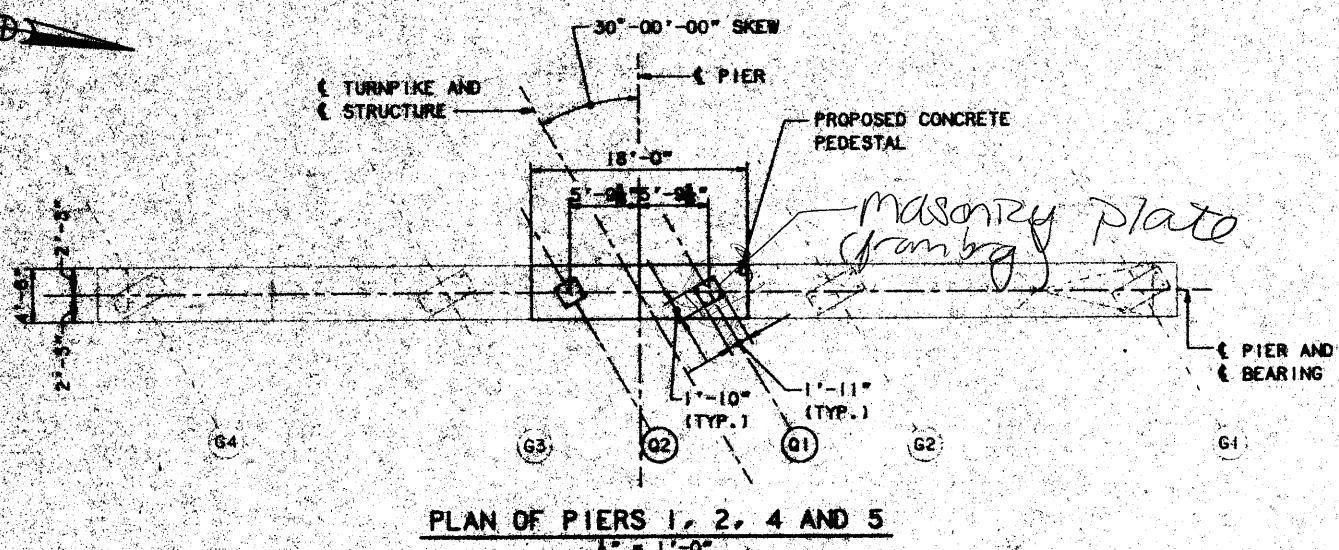 30°-00'-00" SKEW
℄ PIER
℄ TURNPIKE AND
℄ STRUCTURE
PROPOSED CONCRETE
PEDESTAL
18'-0"
masonry plate
4'-6"
2'-3"
2'-3"
℄ PIER AND
℄ BEARING
1'-10"
(TYP.)
1'-11"
(TYP.)
G4
G3
Q2
Q1
G2
G1
PLAN OF PIERS 1, 2, 4 AND 5